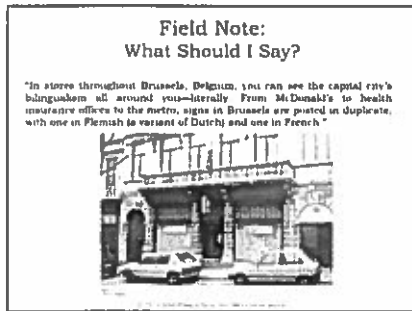 Field Note:
What Should I Say?
"In stores throughout Brussels, Belgium, you can see the capital city's
bilingualism all around you—literally. From McDonald's to health
insurance offices to the metro, signs in Brussels are posted in duplicate,
with one in Flemish (a variant of Dutch) and one in French."